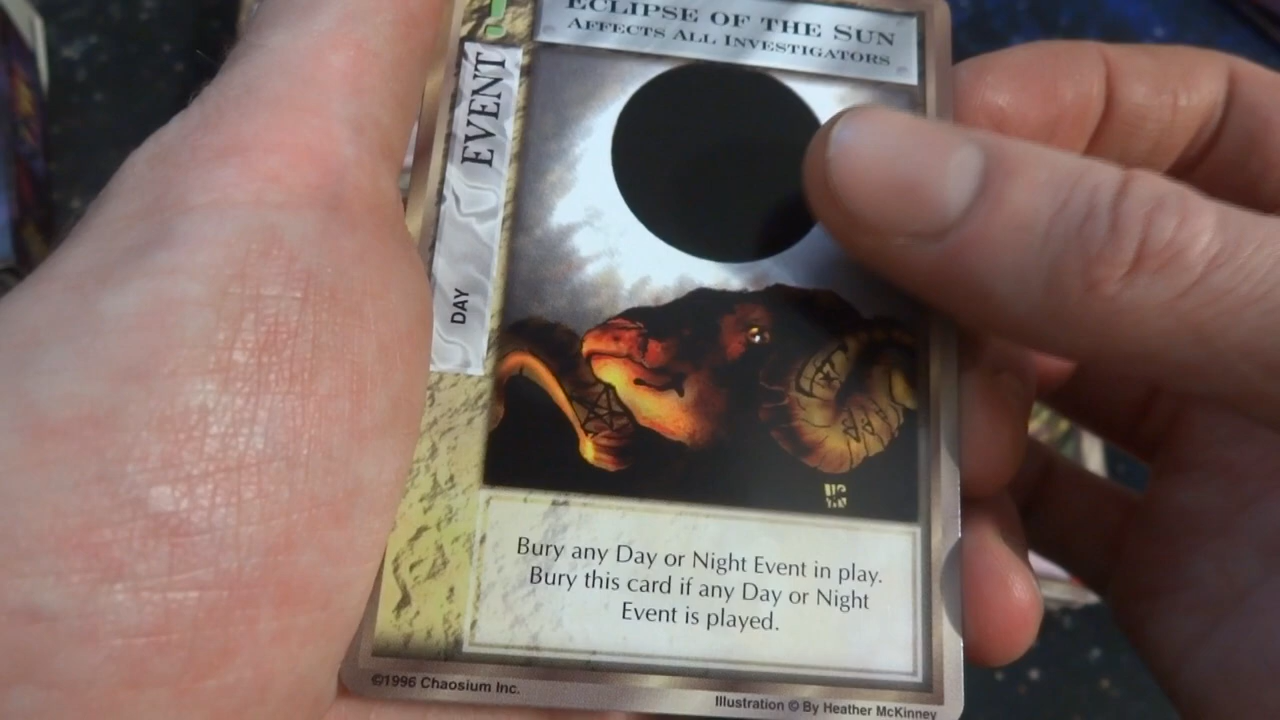 ECLIPSE OF THE SUN
AFFECTS ALL INVESTIGATORS
EVENT
DAY
Bury any Day or Night Event in play.
Bury this card if any Day or Night
Event is played.
©1996 Chaosium Inc.
Illustration © By Heather McKinney